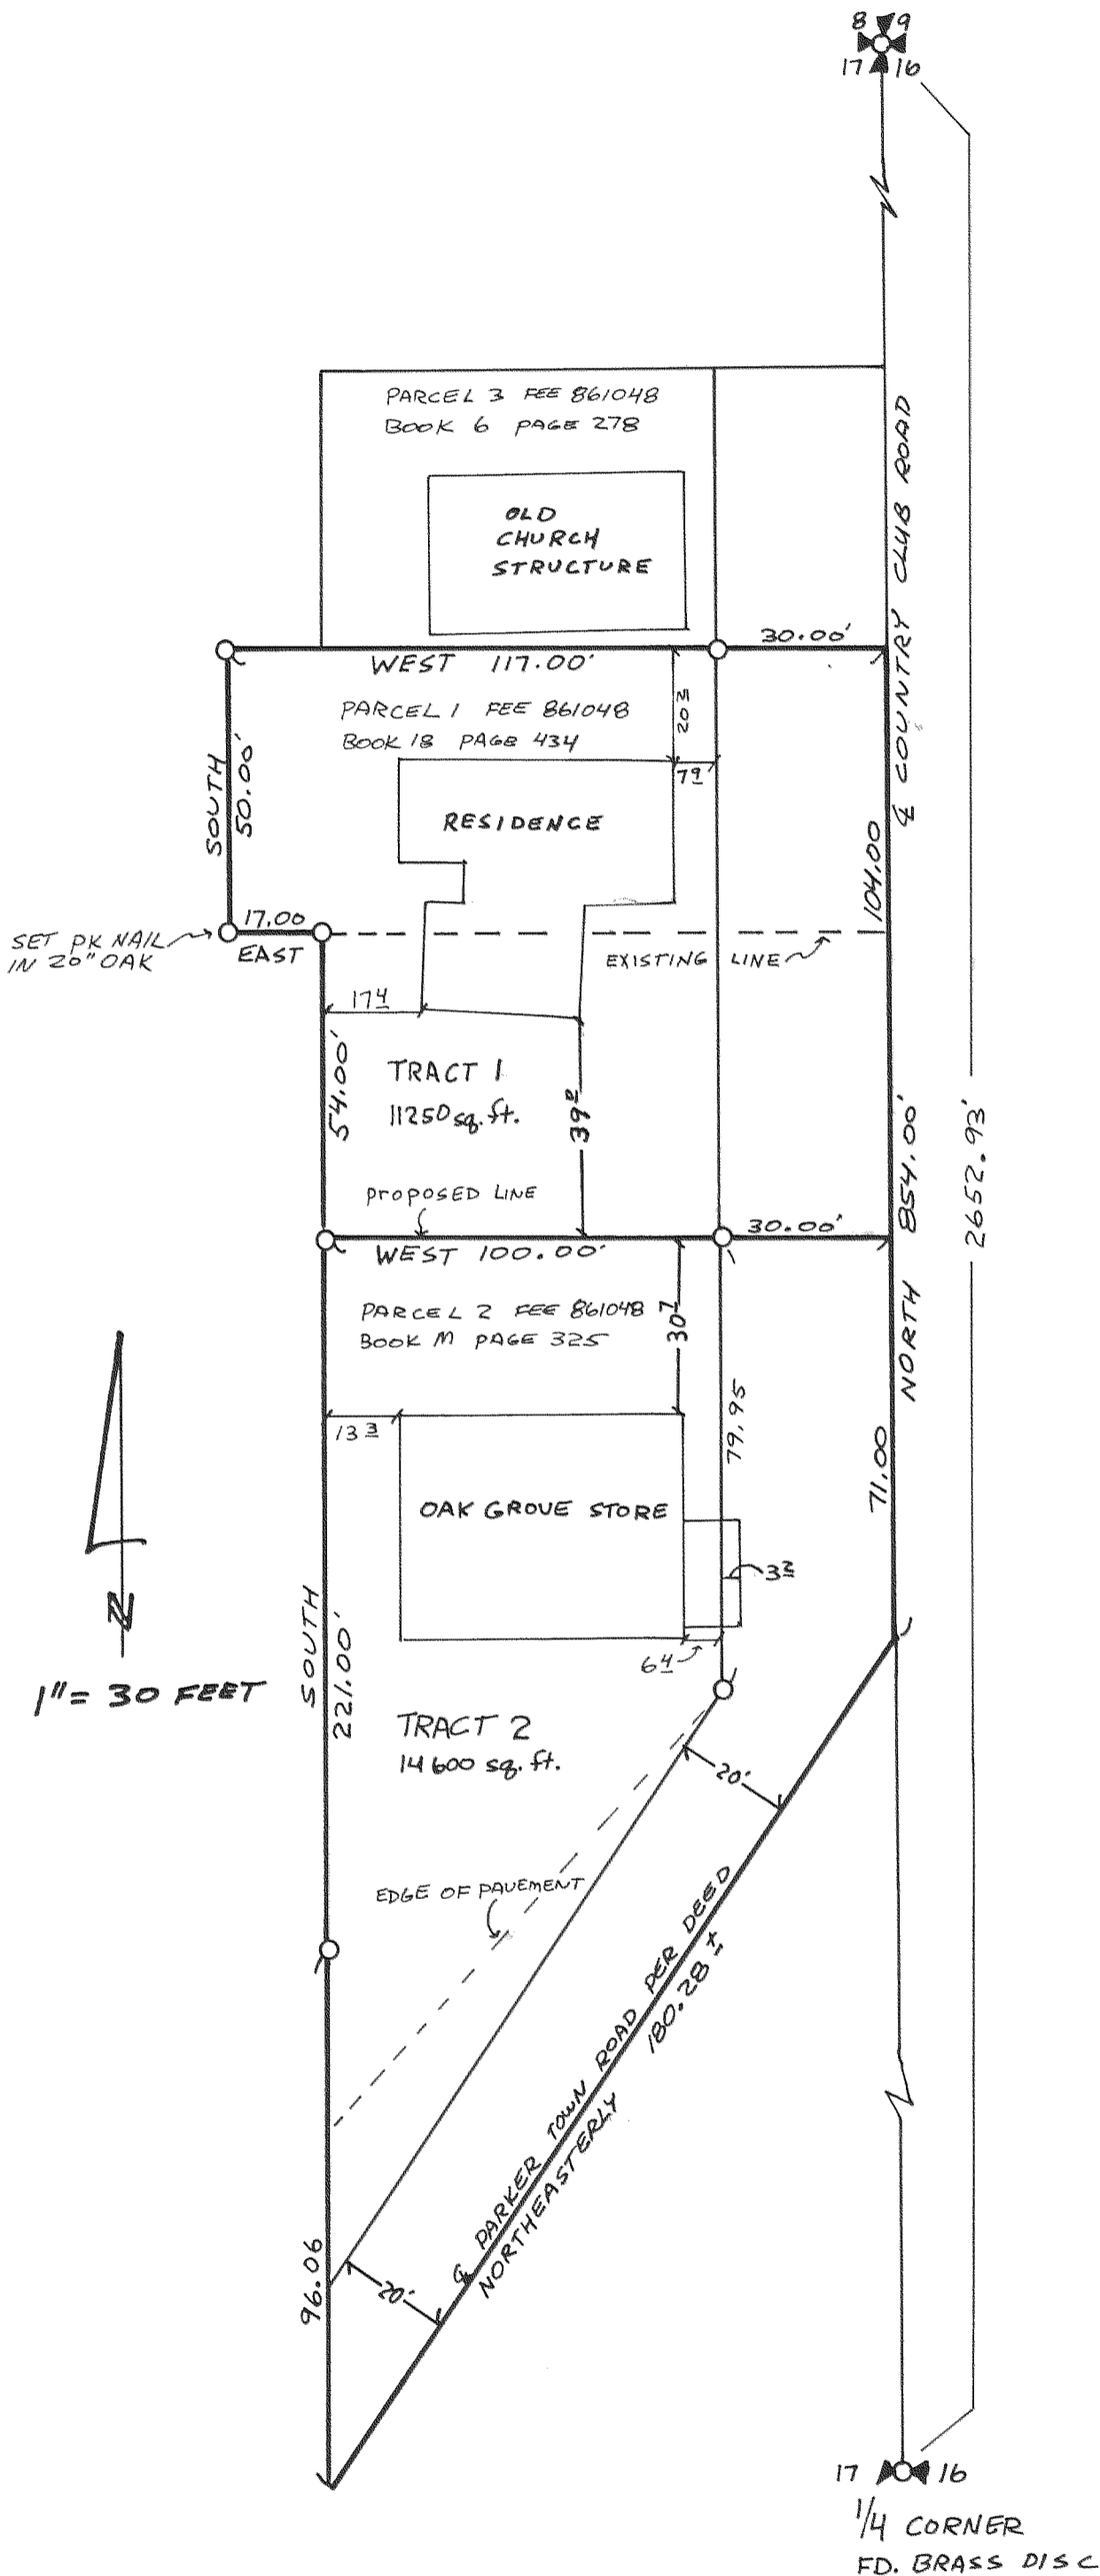 8 9
17 16
PARCEL 3 FEE 861048
BOOK 6 PAGE 278
OLD
CHURCH
STRUCTURE
℄ COUNTRY CLUB ROAD
30.00'
WEST 117.00'
PARCEL 1 FEE 861048
BOOK 18 PAGE 434
20 3
7 9
SOUTH
50.00'
RESIDENCE
104.00
17.00
EAST
SET PK NAIL
IN 20" OAK
EXISTING LINE
17 4
54.00'
TRACT 1
11250 sq. ft.
NORTH 854.00'
2652.93'
PROPOSED LINE
30.00'
WEST 100.00'
PARCEL 2 FEE 861048
BOOK M PAGE 325
30 7
79.95
71.00
13 3
OAK GROVE STORE
3 2
6 4
N
1" = 30 FEET
SOUTH
221.00'
TRACT 2
14600 sq. ft.
20'
EDGE OF PAVEMENT
℄ PARKER TOWN ROAD PER DEED
180.28 ±
NORTHEASTERLY
96.06
20'
17 16
1/4 CORNER
FD. BRASS DISC